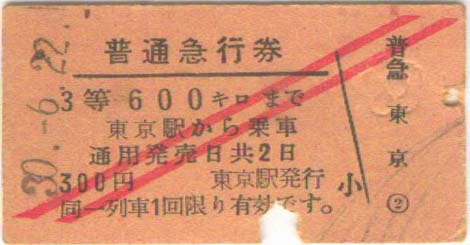 30.-6.22
普通急行券
3等600キロまで
東京駅から乗車
通用発売日共2日
300円 東京駅発行
同一列車1回限り有効です。
小
普急 東京 ②